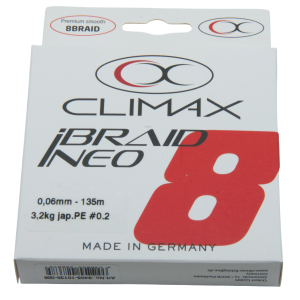 Premium smooth
8BRAID
CLIMAX
iBRAID
NEO
8
0,06mm - 135m
3,2kg jap.PE #0.2
MADE IN GERMANY